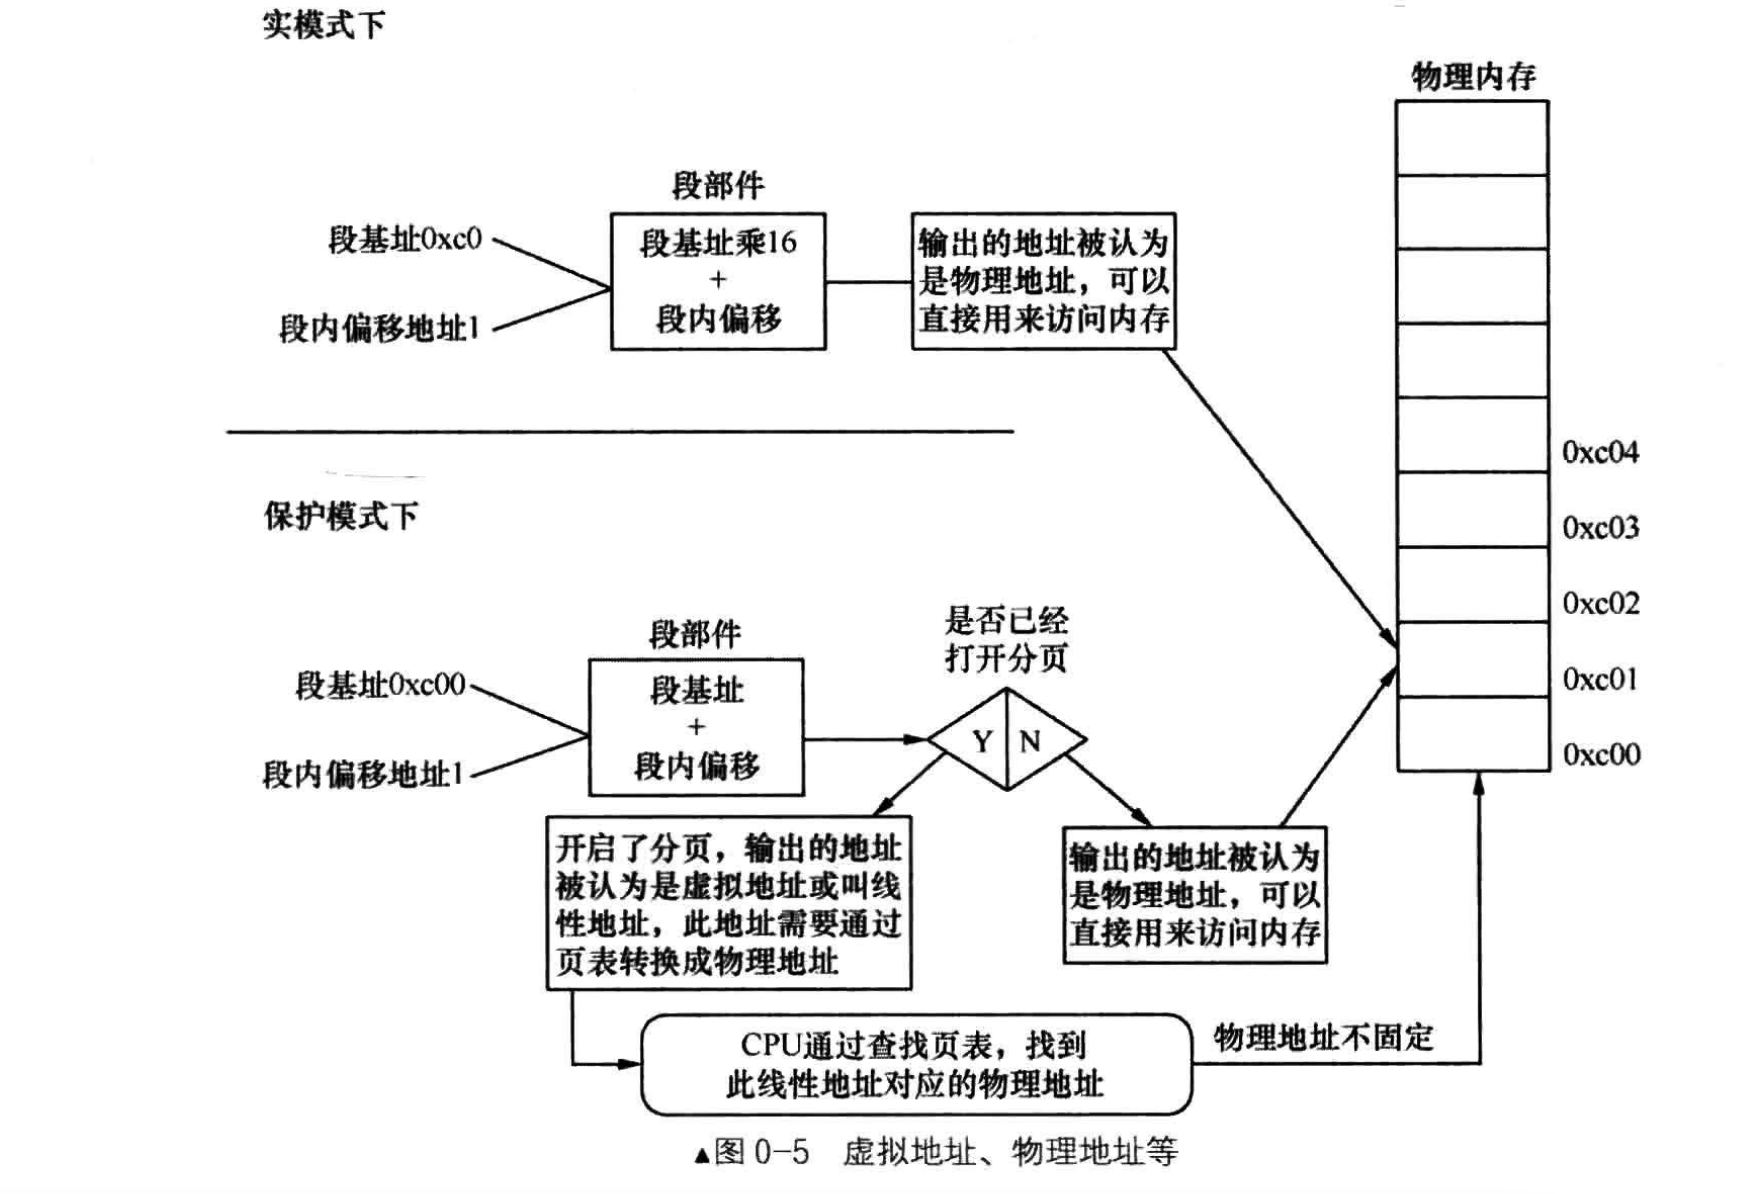 实模式下
物理内存
段部件
段基址0xc0
段内偏移地址1
段基址乘16
+
段内偏移
输出的地址被认为
是物理地址，可以
直接用来访问内存
0xc04
0xc03
0xc02
0xc01
0xc00
保护模式下
段部件
段基址0xc00
段内偏移地址1
段基址
+
段内偏移
是否已经
打开分页
Y N
开启了分页，输出的地址
被认为是虚拟地址或叫线
性地址，此地址需要通过
页表转换成物理地址
输出的地址被认为
是物理地址，可以
直接用来访问内存
CPU通过查找页表，找到
此线性地址对应的物理地址
物理地址不固定
▲图 0-5 虚拟地址、物理地址等